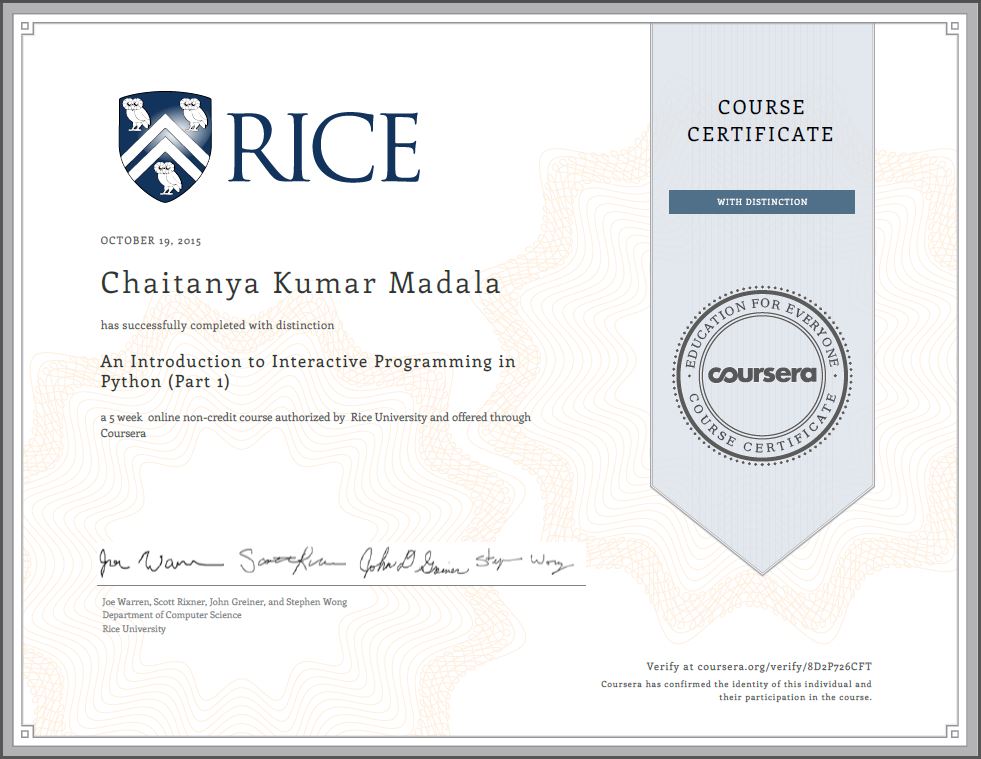 RICE
COURSE
CERTIFICATE
WITH DISTINCTION
OCTOBER 19, 2015
Chaitanya Kumar Madala
has successfully completed with distinction
An Introduction to Interactive Programming in
Python (Part 1)
a 5 week online non-credit course authorized by Rice University and offered through
Coursera
EDUCATION FOR EVERYONE
coursera
COURSE CERTIFICATE
Joe Warren
Scott Rixner
John D Greiner
Stephen Wong
Joe Warren, Scott Rixner, John Greiner, and Stephen Wong
Department of Computer Science
Rice University
Verify at coursera.org/verify/8D2P726CFT
Coursera has confirmed the identity of this individual and
their participation in the course.